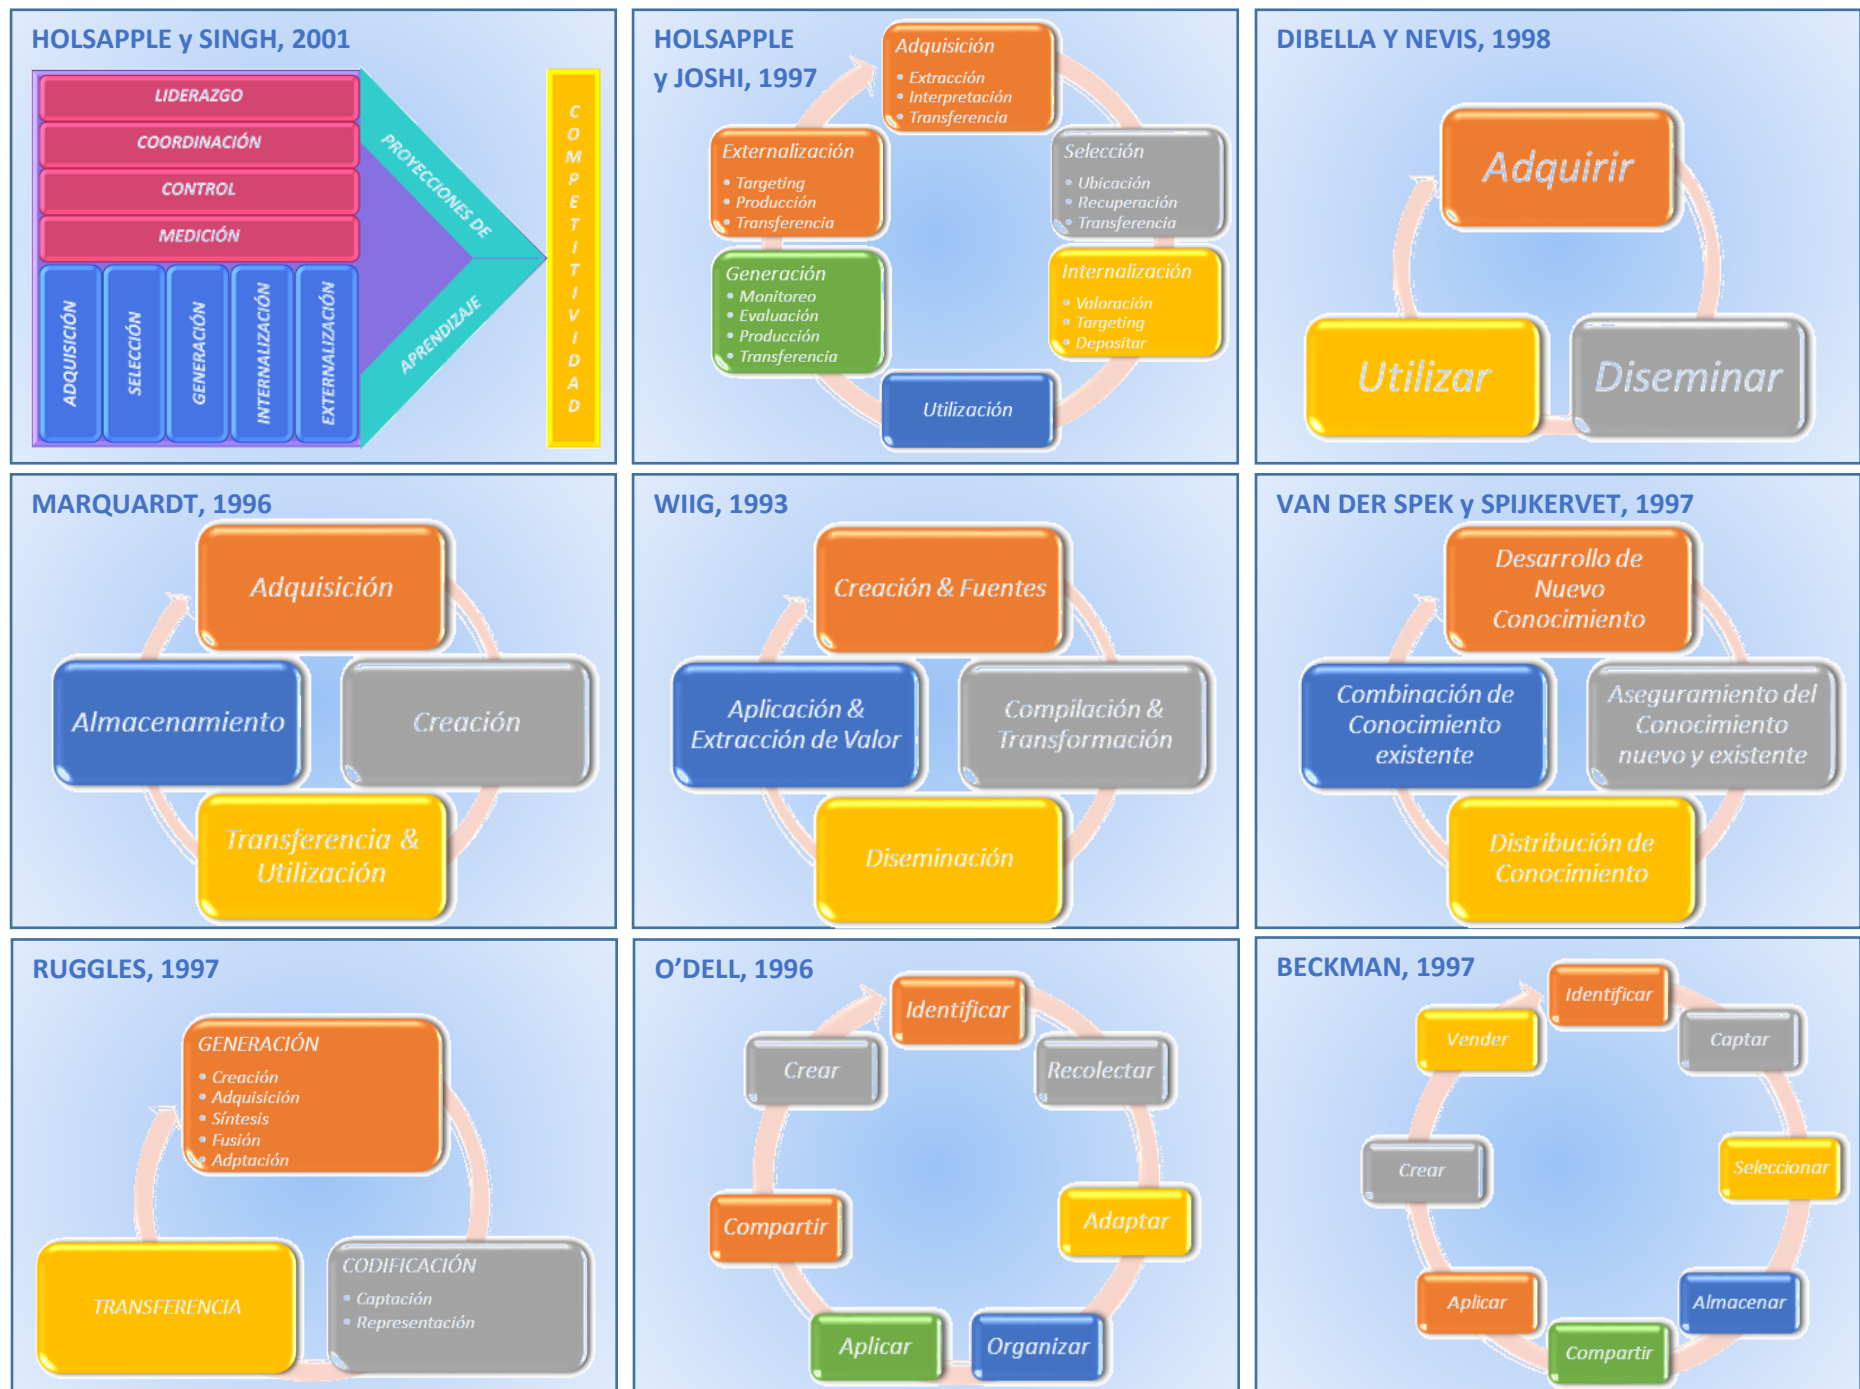 HOLSAPPLE y SINGH, 2001
LIDERAZGO
COORDINACIÓN
CONTROL
MEDICIÓN
ADQUISICIÓN
SELECCIÓN
GENERACIÓN
INTERNALIZACIÓN
EXTERNALIZACIÓN
PROYECCIONES DE
APRENDIZAJE
COMPETITIVIDAD
HOLSAPPLE
y JOSHI, 1997
Adquisición
• Extracción
• Interpretación
• Transferencia
Selección
• Ubicación
• Recuperación
• Transferencia
Internalización
• Valoración
• Targeting
• Depositar
Utilización
Generación
• Monitoreo
• Evaluación
• Producción
• Transferencia
Externalización
• Targeting
• Producción
• Transferencia
DIBELLA Y NEVIS, 1998
Adquirir
Diseminar
Utilizar
MARQUARDT, 1996
Adquisición
Creación
Transferencia &
Utilización
Almacenamiento
WIIG, 1993
Creación & Fuentes
Compilación &
Transformación
Diseminación
Aplicación &
Extracción de Valor
VAN DER SPEK y SPIJKERVET, 1997
Desarrollo de
Nuevo
Conocimiento
Aseguramiento del
Conocimiento
nuevo y existente
Distribución de
Conocimiento
Combinación de
Conocimiento
existente
RUGGLES, 1997
GENERACIÓN
• Creación
• Adquisición
• Síntesis
• Fusión
• Adptación
CODIFICACIÓN
• Captación
• Representación
TRANSFERENCIA
O'DELL, 1996
Identificar
Recolectar
Adaptar
Organizar
Aplicar
Compartir
Crear
BECKMAN, 1997
Identificar
Captar
Seleccionar
Almacenar
Compartir
Aplicar
Crear
Vender